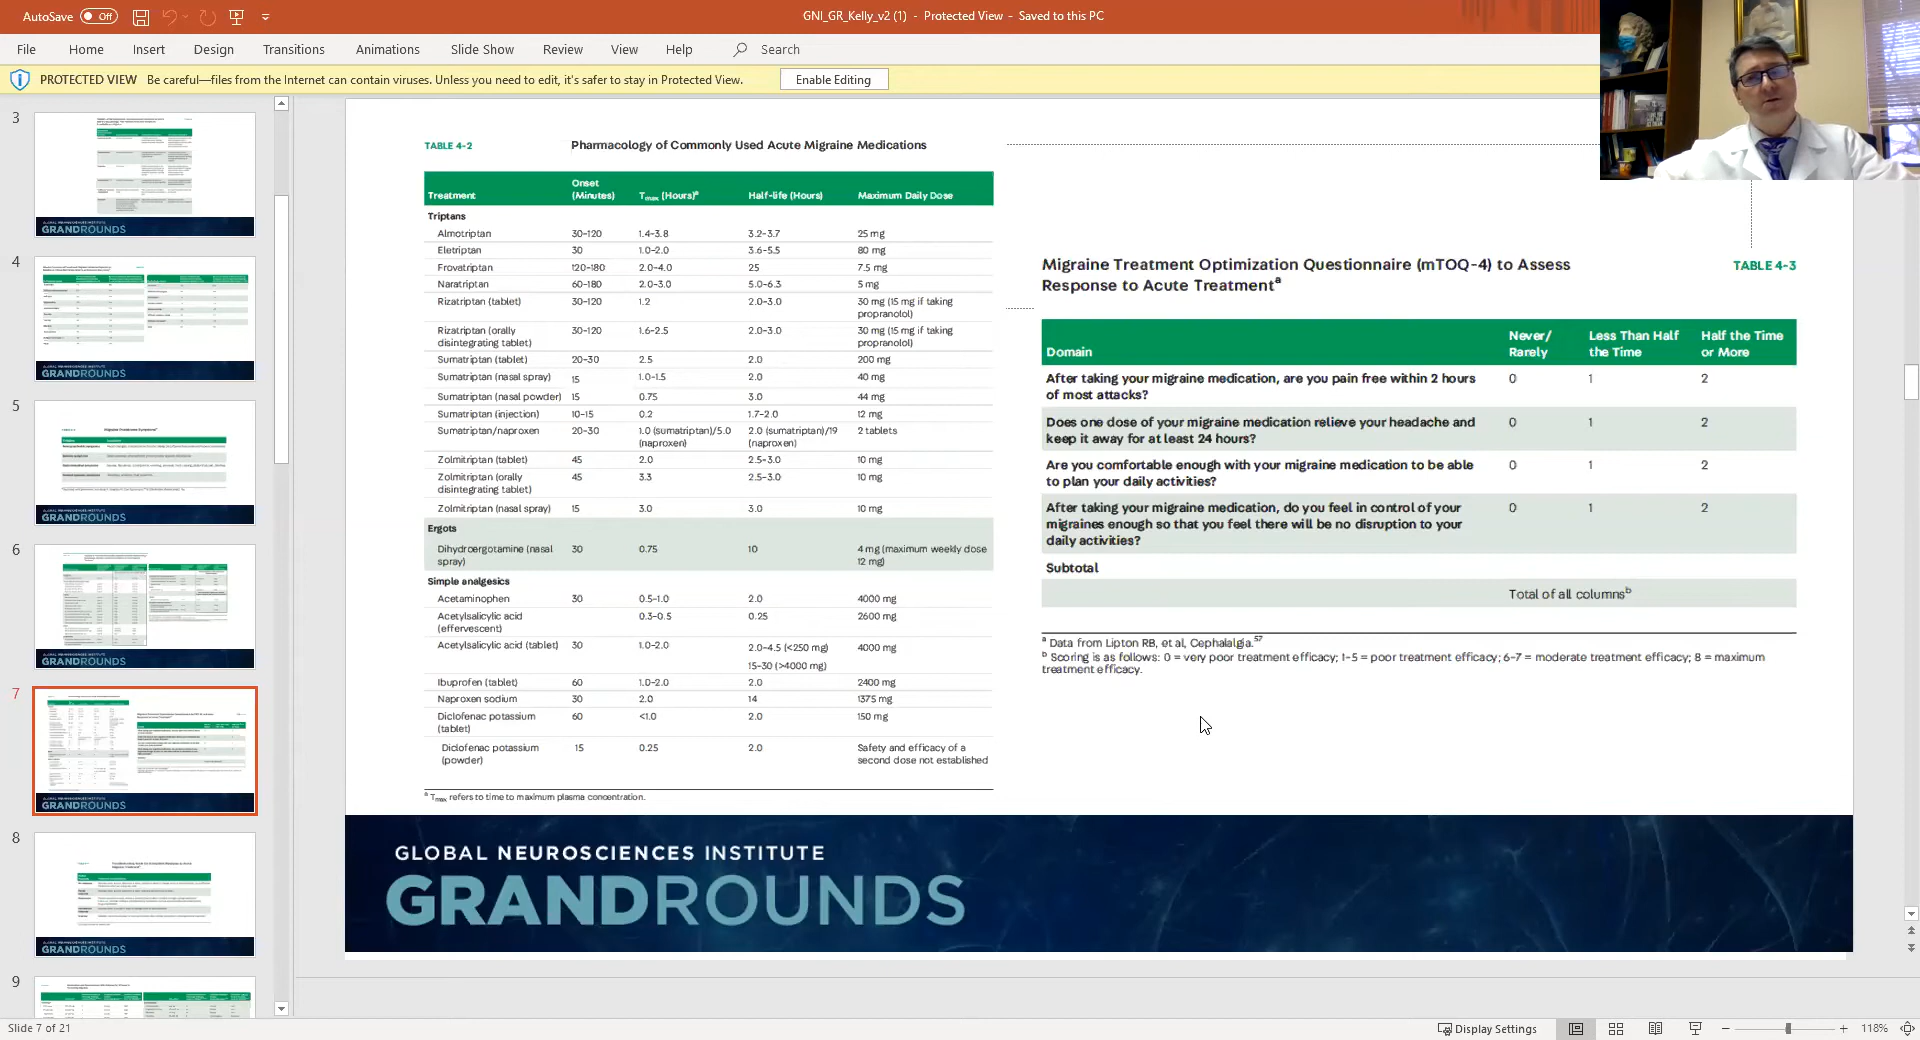 AutoSave Off
GNI_GR_Kelly_v2 (1) - Protected View - Saved to this PC
File Home Insert Design Transitions Animations Slide Show Review View Help Search
PROTECTED VIEW Be careful—files from the Internet can contain viruses. Unless you need to edit, it's safer to stay in Protected View. Enable Editing
3
GRANDROUNDS
4
GRANDROUNDS
5
GRANDROUNDS
6
GRANDROUNDS
7
GRANDROUNDS
8
GRANDROUNDS
9
TABLE 4-2 Pharmacology of Commonly Used Acute Migraine Medications
Treatment Onset (Minutes) Tmax (Hours)a Half-life (Hours) Maximum Daily Dose
Triptans
Almotriptan 30-120 1.4-3.8 3.2-3.7 25 mg
Eletriptan 30 1.0-2.0 3.6-5.5 80 mg
Frovatriptan 120-180 2.0-4.0 25 7.5 mg
Naratriptan 60-180 2.0-3.0 5.0-6.3 5 mg
Rizatriptan (tablet) 30-120 1.2 2.0-3.0 30 mg (15 mg if taking
propranolol)
Rizatriptan (orally 30-120 1.6-2.5 2.0-3.0 30 mg (15 mg if taking
disintegrating tablet) propranolol)
Sumatriptan (tablet) 20-30 2.5 2.0 200 mg
Sumatriptan (nasal spray) 15 1.0-1.5 2.0 40 mg
Sumatriptan (nasal powder) 15 0.75 3.0 44 mg
Sumatriptan (injection) 10-15 0.2 1.7-2.0 12 mg
Sumatriptan/naproxen 20-30 1.0 (sumatriptan)/5.0 2.0 (sumatriptan)/19 2 tablets
(naproxen) (naproxen)
Zolmitriptan (tablet) 45 2.0 2.5-3.0 10 mg
Zolmitriptan (orally 45 3.3 2.5-3.0 10 mg
disintegrating tablet)
Zolmitriptan (nasal spray) 15 3.0 3.0 10 mg
Ergots
Dihydroergotamine (nasal 30 0.75 10 4 mg (maximum weekly dose
spray) 12 mg)
Simple analgesics
Acetaminophen 30 0.5-1.0 2.0 4000 mg
Acetylsalicylic acid 0.3-0.5 0.25 2600 mg
(effervescent)
Acetylsalicylic acid (tablet) 30 1.0-2.0 2.0-4.5 (<250 mg) 4000 mg
15-30 (>4000 mg)
Ibuprofen (tablet) 60 1.0-2.0 2.0 2400 mg
Naproxen sodium 30 2.0 14 1375 mg
Diclofenac potassium 60 <1.0 2.0 150 mg
(tablet)
Diclofenac potassium 15 0.25 2.0 Safety and efficacy of a
(powder) second dose not established
a Tmax refers to time to maximum plasma concentration.
Migraine Treatment Optimization Questionnaire (mTOQ-4) to Assess TABLE 4-3
Response to Acute Treatmenta
Never/ Less Than Half Half the Time
Domain Rarely the Time or More
After taking your migraine medication, are you pain free within 2 hours 0 1 2
of most attacks?
Does one dose of your migraine medication relieve your headache and 0 1 2
keep it away for at least 24 hours?
Are you comfortable enough with your migraine medication to be able 0 1 2
to plan your daily activities?
After taking your migraine medication, do you feel in control of your 0 1 2
migraines enough so that you feel there will be no disruption to your
daily activities?
Subtotal
Total of all columnsb
a Data from Lipton RB, et al, Cephalalgia.57
b Scoring is as follows: 0 = very poor treatment efficacy; 1-5 = poor treatment efficacy; 6-7 = moderate treatment efficacy; 8 = maximum
treatment efficacy.
GLOBAL NEUROSCIENCES INSTITUTE
GRANDROUNDS
Slide 7 of 21 Display Settings 118%